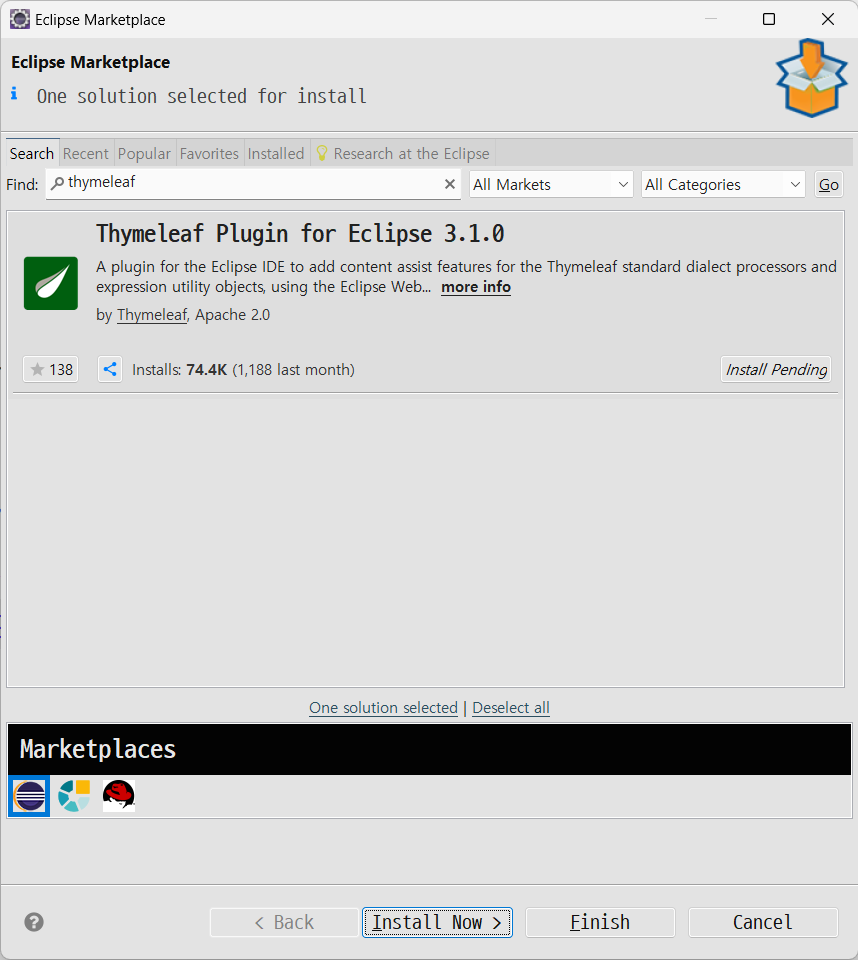 Eclipse Marketplace
Eclipse Marketplace
One solution selected for install
Search Recent Popular Favorites Installed Research at the Eclipse
Find: thymeleaf All Markets All Categories Go
Thymeleaf Plugin for Eclipse 3.1.0
A plugin for the Eclipse IDE to add content assist features for the Thymeleaf standard dialect processors and
expression utility objects, using the Eclipse Web... more info
by Thymeleaf, Apache 2.0
138 Installs: 74.4K (1,188 last month) Install Pending
One solution selected | Deselect all
Marketplaces
< Back Install Now > Finish Cancel